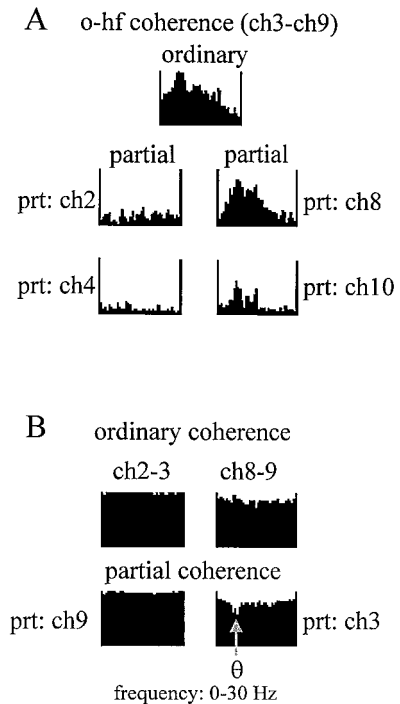 A
o-hf coherence (ch3-ch9)
ordinary
partial partial
prt: ch2 prt: ch8
prt: ch4 prt: ch10
B
ordinary coherence
ch2-3 ch8-9
partial coherence
prt: ch9 prt: ch3
θ
frequency: 0-30 Hz